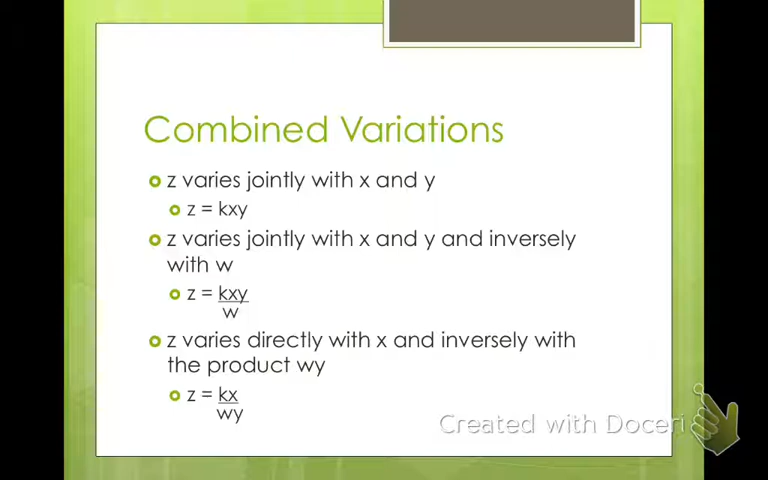 Combined Variations
z varies jointly with x and y
z = kxy
z varies jointly with x and y and inversely
with w
z = kxy
w
z varies directly with x and inversely with
the product wy
z = kx
wy
Created with Doceri